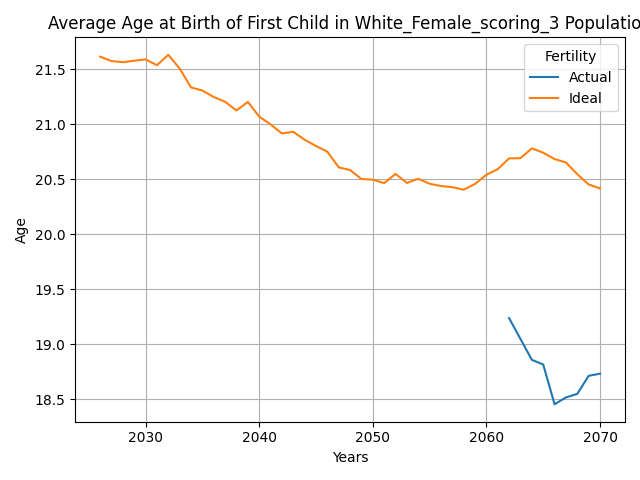 Average Age at Birth of First Child in White_Female_scoring_3 Populatio
Fertility
Actual
Ideal
21.5
21.0
20.5
20.0
19.5
19.0
18.5
Age
2030 2040 2050 2060 2070
Years